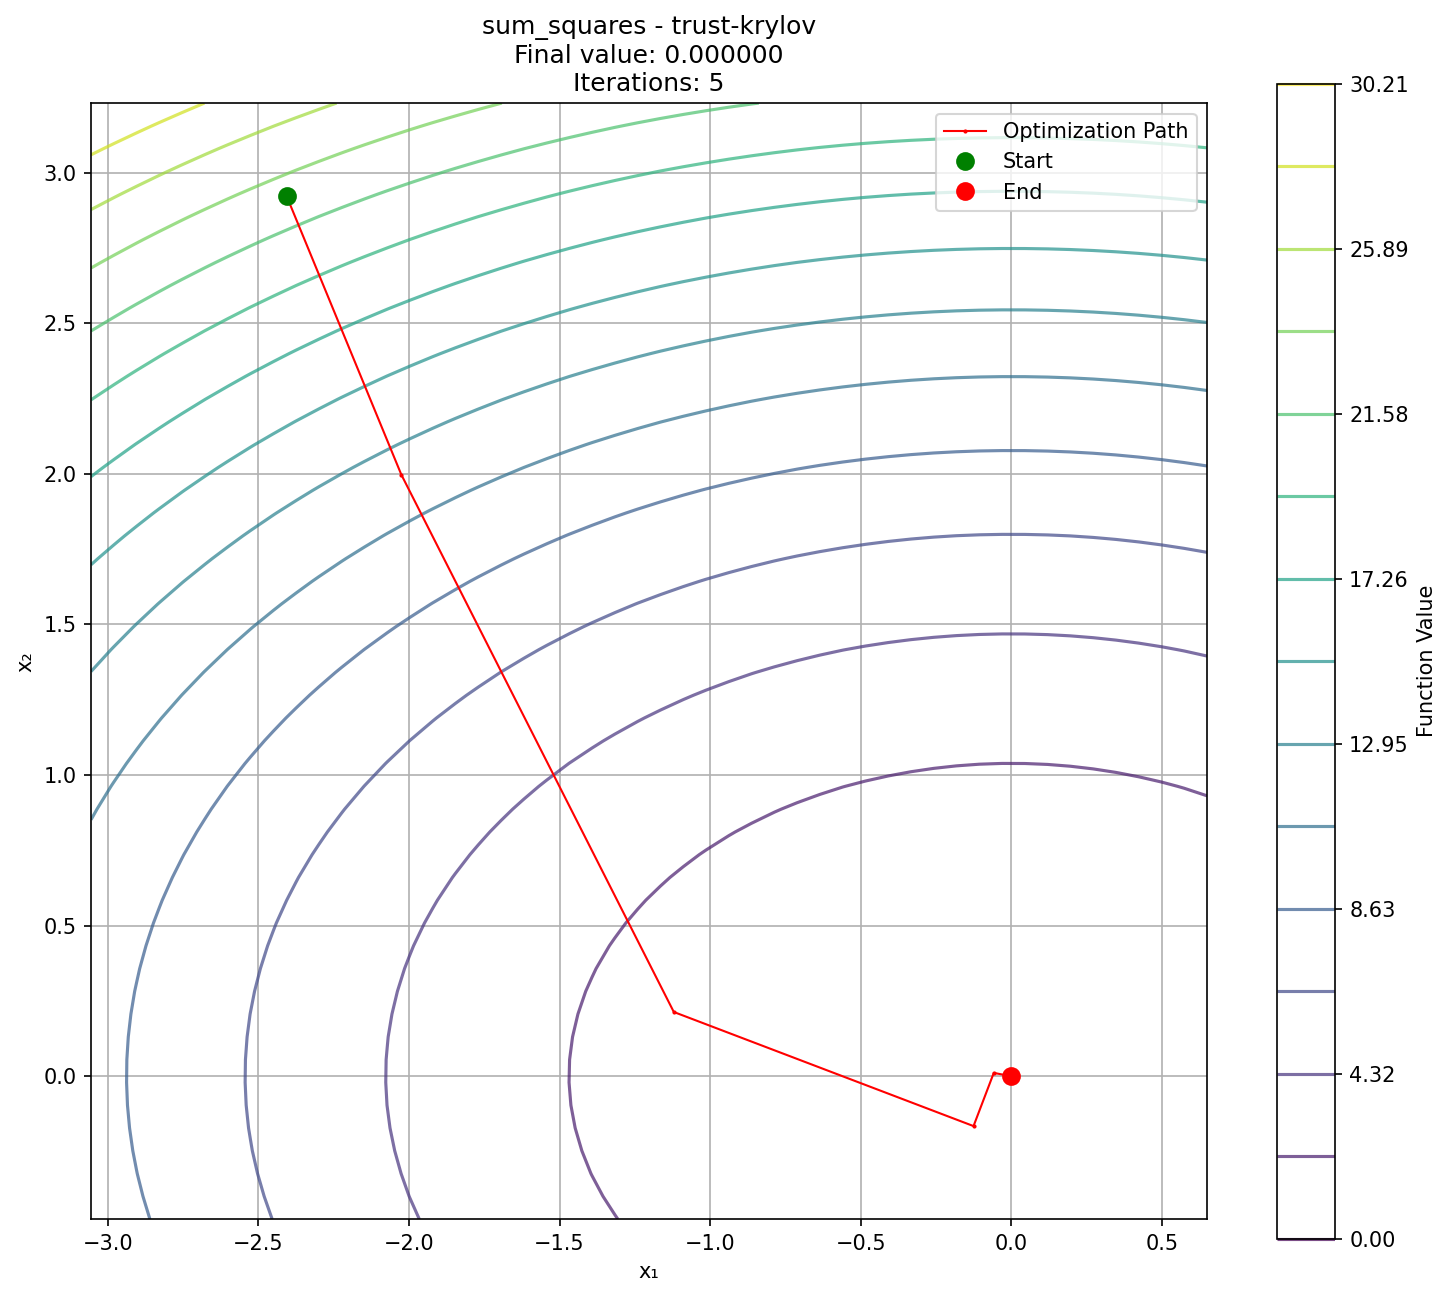 sum_squares - trust-krylov
Final value: 0.000000
Iterations: 5
Optimization Path
Start
End
3.0
2.5
2.0
1.5
1.0
0.5
0.0
x₂
−3.0
−2.5
−2.0
−1.5
−1.0
−0.5
0.0
0.5
x₁
30.21
25.89
21.58
17.26
12.95
8.63
4.32
0.00
Function Value